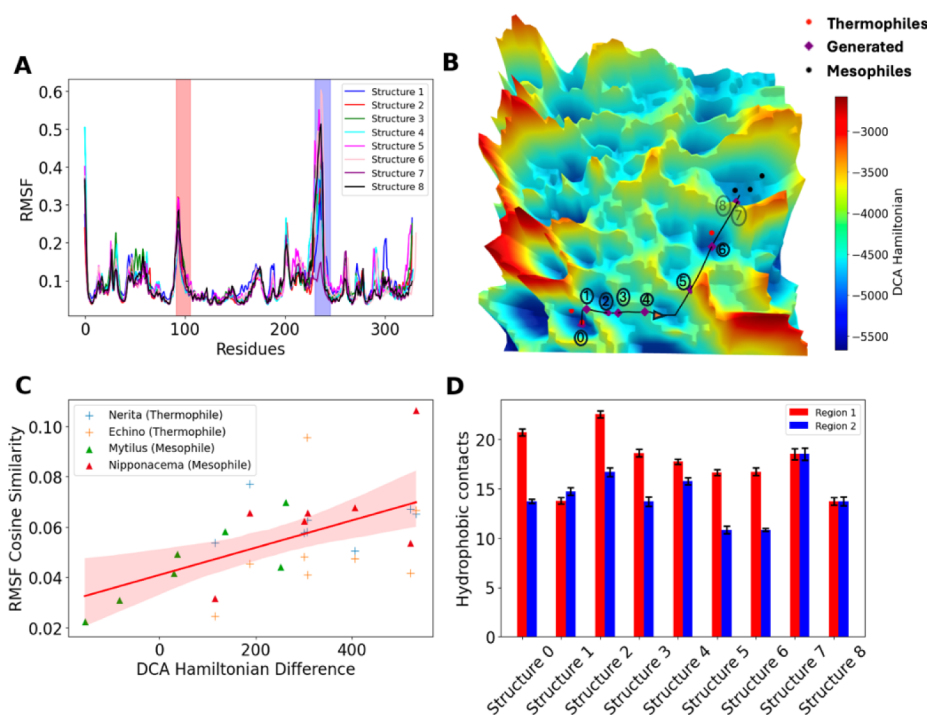 Thermophiles
Generated
Mesophiles
A
B
RMSF
0.6
0.5
0.4
0.3
0.2
0.1
Structure 1
Structure 2
Structure 3
Structure 4
Structure 5
Structure 6
Structure 7
Structure 8
0
100
200
300
Residues
0
1
2
3
4
5
6
7
8
−3000
−3500
−4000
−4500
−5000
−5500
DCA Hamiltonian
C
RMSF Cosine Similarity
0.10
0.08
0.06
0.04
0.02
Nerita (Thermophile)
Echino (Thermophile)
Mytilus (Mesophile)
Nipponacema (Mesophile)
0
200
400
DCA Hamiltonian Difference
D
Hydrophobic contacts
20
15
10
5
0
Region 1
Region 2
Structure 0
Structure 1
Structure 2
Structure 3
Structure 4
Structure 5
Structure 6
Structure 7
Structure 8